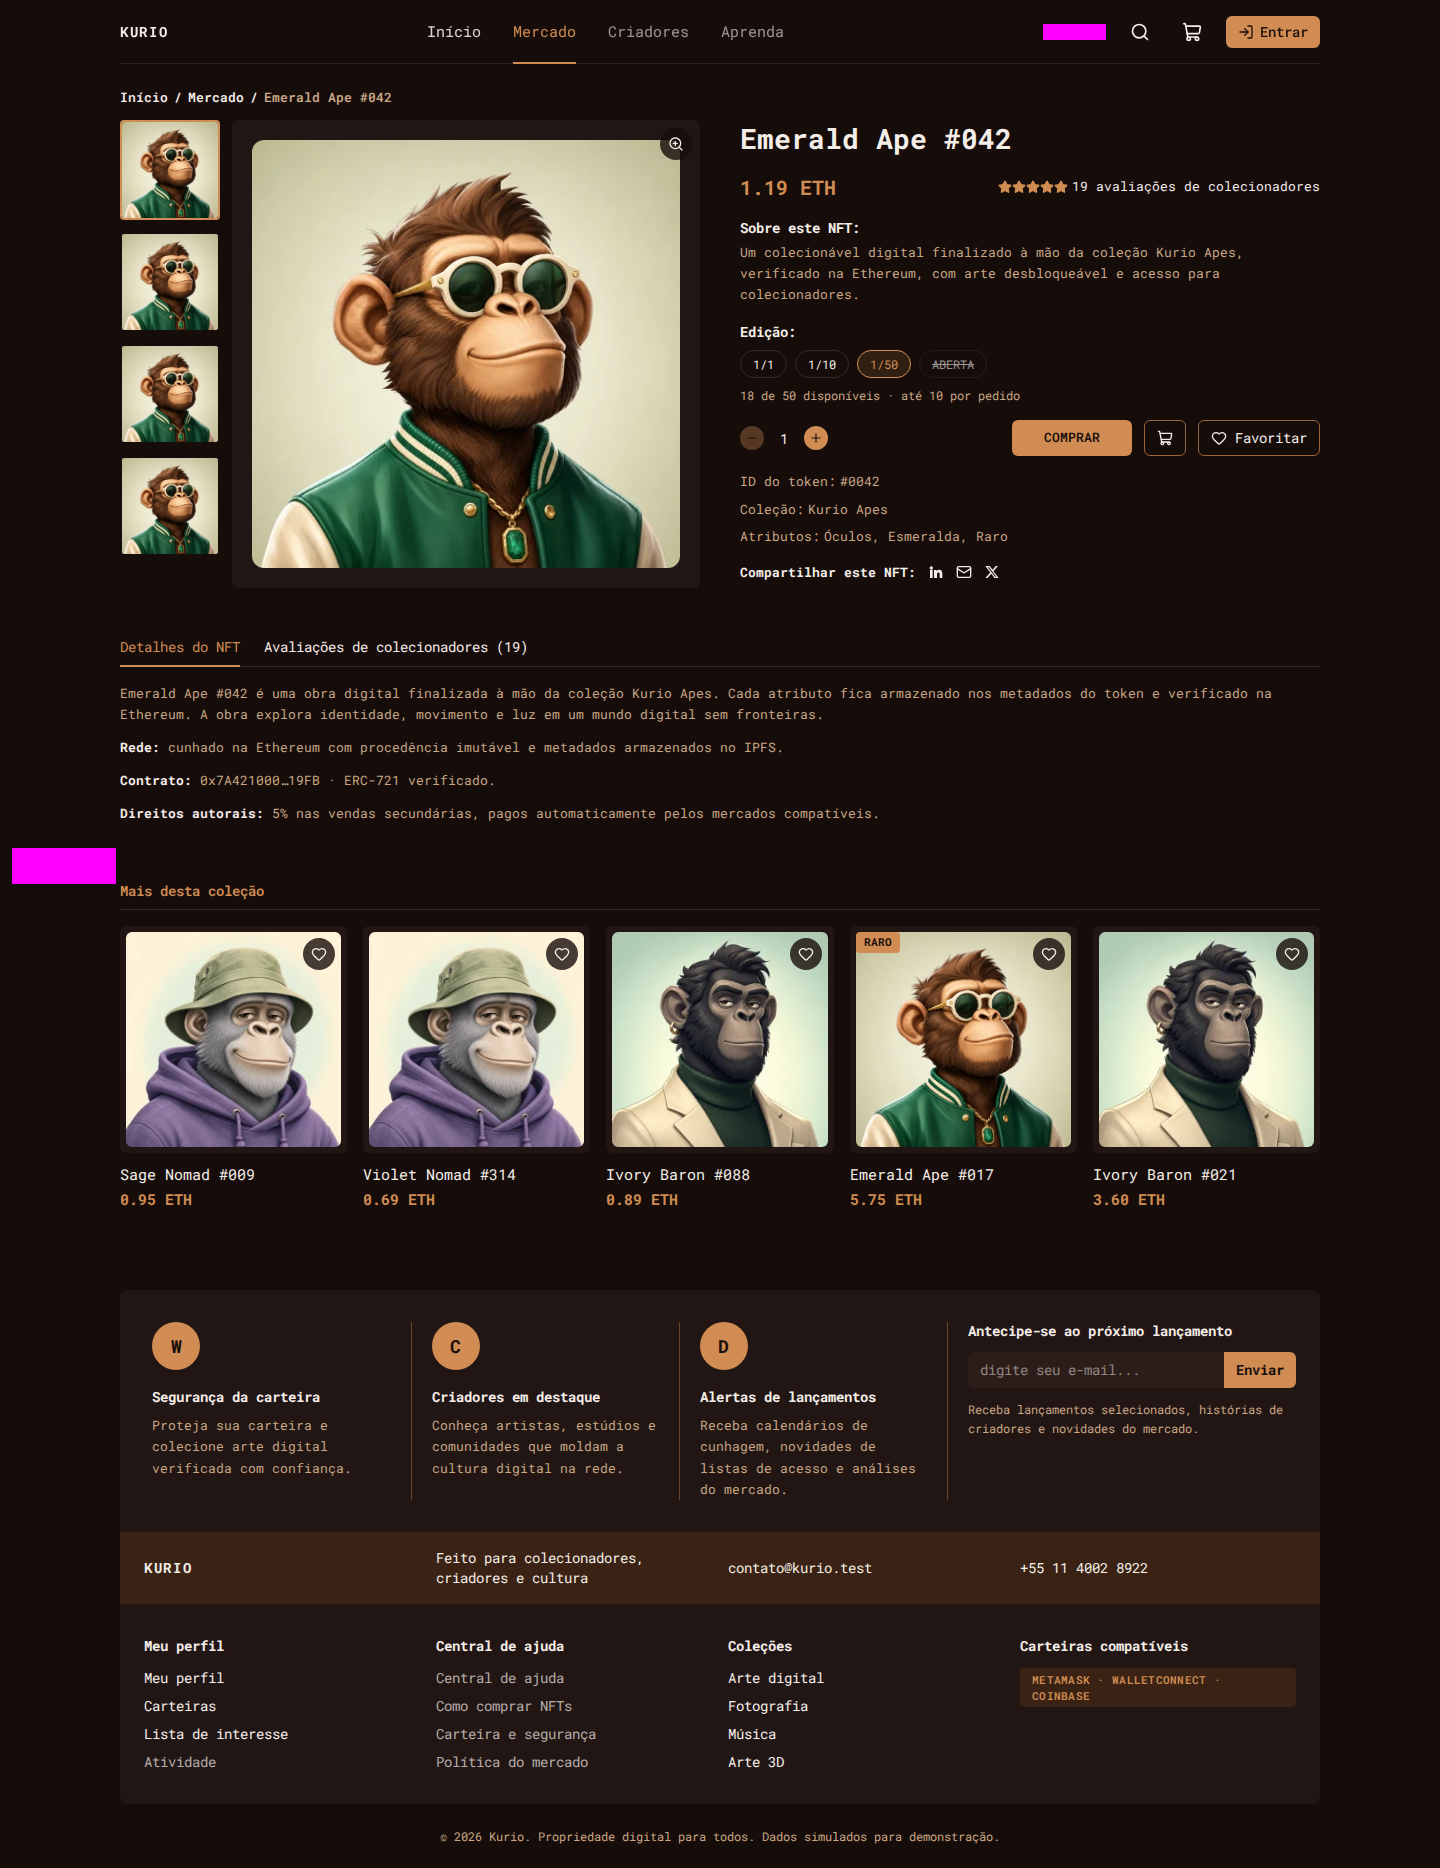 KURIO
Início
Mercado
Criadores
Aprenda
Entrar
Início / Mercado / Emerald Ape #042
Emerald Ape #042
1.19 ETH
19 avaliações de colecionadores
Sobre este NFT:
Um colecionável digital finalizado à mão da coleção Kurio Apes,
verificado na Ethereum, com arte desbloqueável e acesso para
colecionadores.
Edição:
1/1
1/10
1/50
ABERTA
18 de 50 disponíveis · até 10 por pedido
1
COMPRAR
Favoritar
ID do token: #0042
Coleção: Kurio Apes
Atributos: Óculos, Esmeralda, Raro
Compartilhar este NFT:
Detalhes do NFT
Avaliações de colecionadores (19)
Emerald Ape #042 é uma obra digital finalizada à mão da coleção Kurio Apes. Cada atributo fica armazenado nos metadados do token e verificado na
Ethereum. A obra explora identidade, movimento e luz em um mundo digital sem fronteiras.
Rede: cunhado na Ethereum com procedência imutável e metadados armazenados no IPFS.
Contrato: 0x7A421000…19FB · ERC-721 verificado.
Direitos autorais: 5% nas vendas secundárias, pagos automaticamente pelos mercados compatíveis.
Mais desta coleção
RARO
Sage Nomad #009
0.95 ETH
Violet Nomad #314
0.69 ETH
Ivory Baron #088
0.89 ETH
Emerald Ape #017
5.75 ETH
Ivory Baron #021
3.60 ETH
W
Segurança da carteira
Proteja sua carteira e
colecione arte digital
verificada com confiança.
C
Criadores em destaque
Conheça artistas, estúdios e
comunidades que moldam a
cultura digital na rede.
D
Alertas de lançamentos
Receba calendários de
cunhagem, novidades de
listas de acesso e análises
do mercado.
Antecipe-se ao próximo lançamento
digite seu e-mail...
Enviar
Receba lançamentos selecionados, histórias de
criadores e novidades do mercado.
KURIO
Feito para colecionadores,
criadores e cultura
contato@kurio.test
+55 11 4002 8922
Meu perfil
Meu perfil
Carteiras
Lista de interesse
Atividade
Central de ajuda
Central de ajuda
Como comprar NFTs
Carteira e segurança
Política do mercado
Coleções
Arte digital
Fotografia
Música
Arte 3D
Carteiras compatíveis
METAMASK · WALLETCONNECT ·
COINBASE
© 2026 Kurio. Propriedade digital para todos. Dados simulados para demonstração.